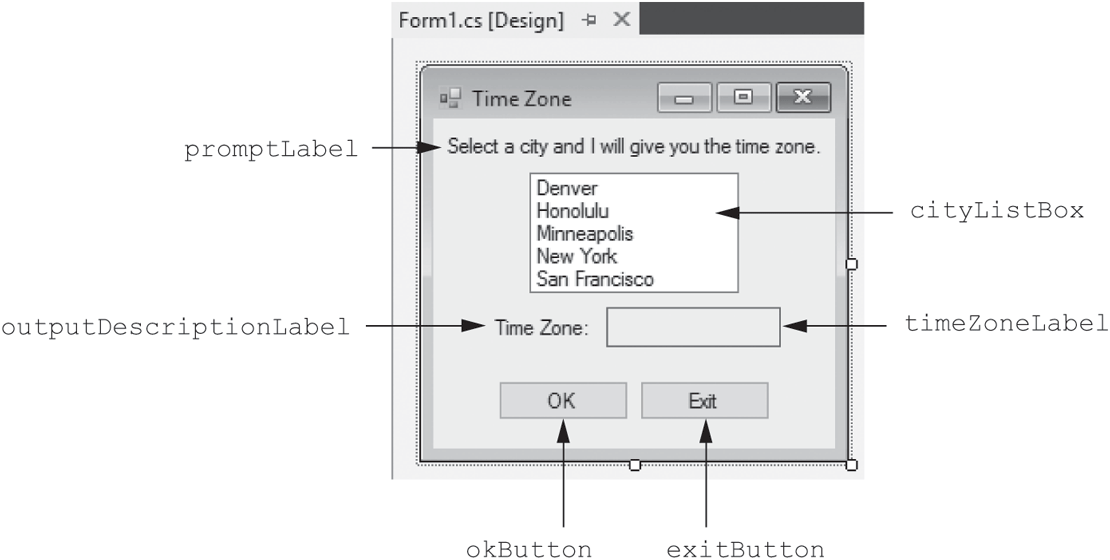 Form1.cs [Design]
Time Zone
promptLabel
Select a city and I will give you the time zone.
Denver
Honolulu
Minneapolis
New York
San Francisco
cityListBox
outputDescriptionLabel
Time Zone:
timeZoneLabel
OK
Exit
okButton
exitButton